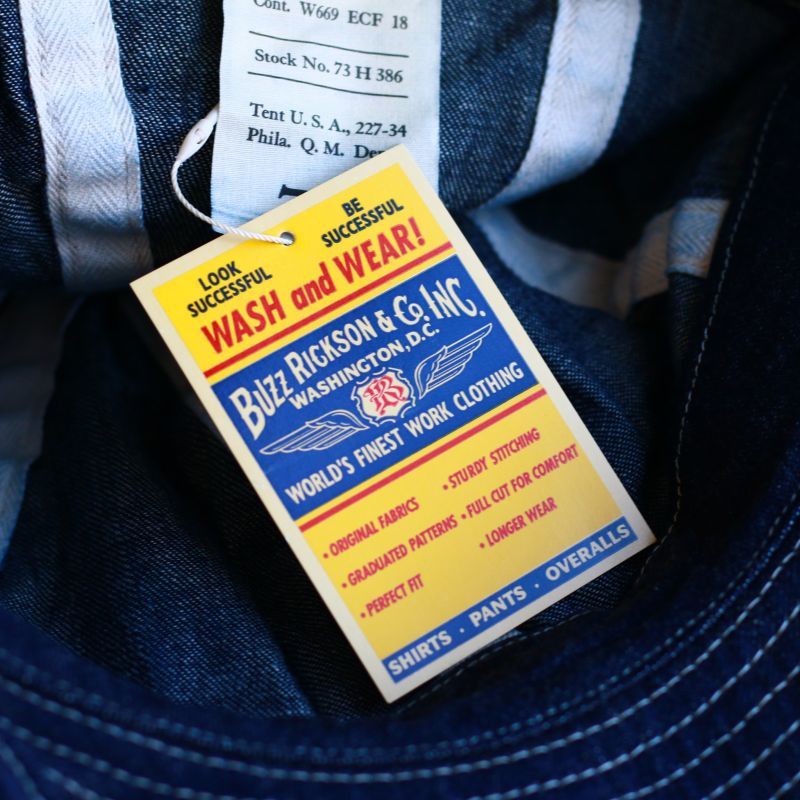 Cont. W669 ECF 18
Stock No. 73 H 386
Tent U. S. A., 227-34
Phila. Q. M.
LOOK SUCCESSFUL
BE SUCCESSFUL
WASH and WEAR!
BUZZ RICKSON & Co. INC.
WASHINGTON, D.C.
BR
WORLD'S FINEST WORK CLOTHING
• ORIGINAL FABRICS
• STURDY STITCHING
• GRADUATED PATTERNS
• FULL CUT FOR COMFORT
• PERFECT FIT
• LONGER WEAR
SHIRTS · PANTS · OVERALLS